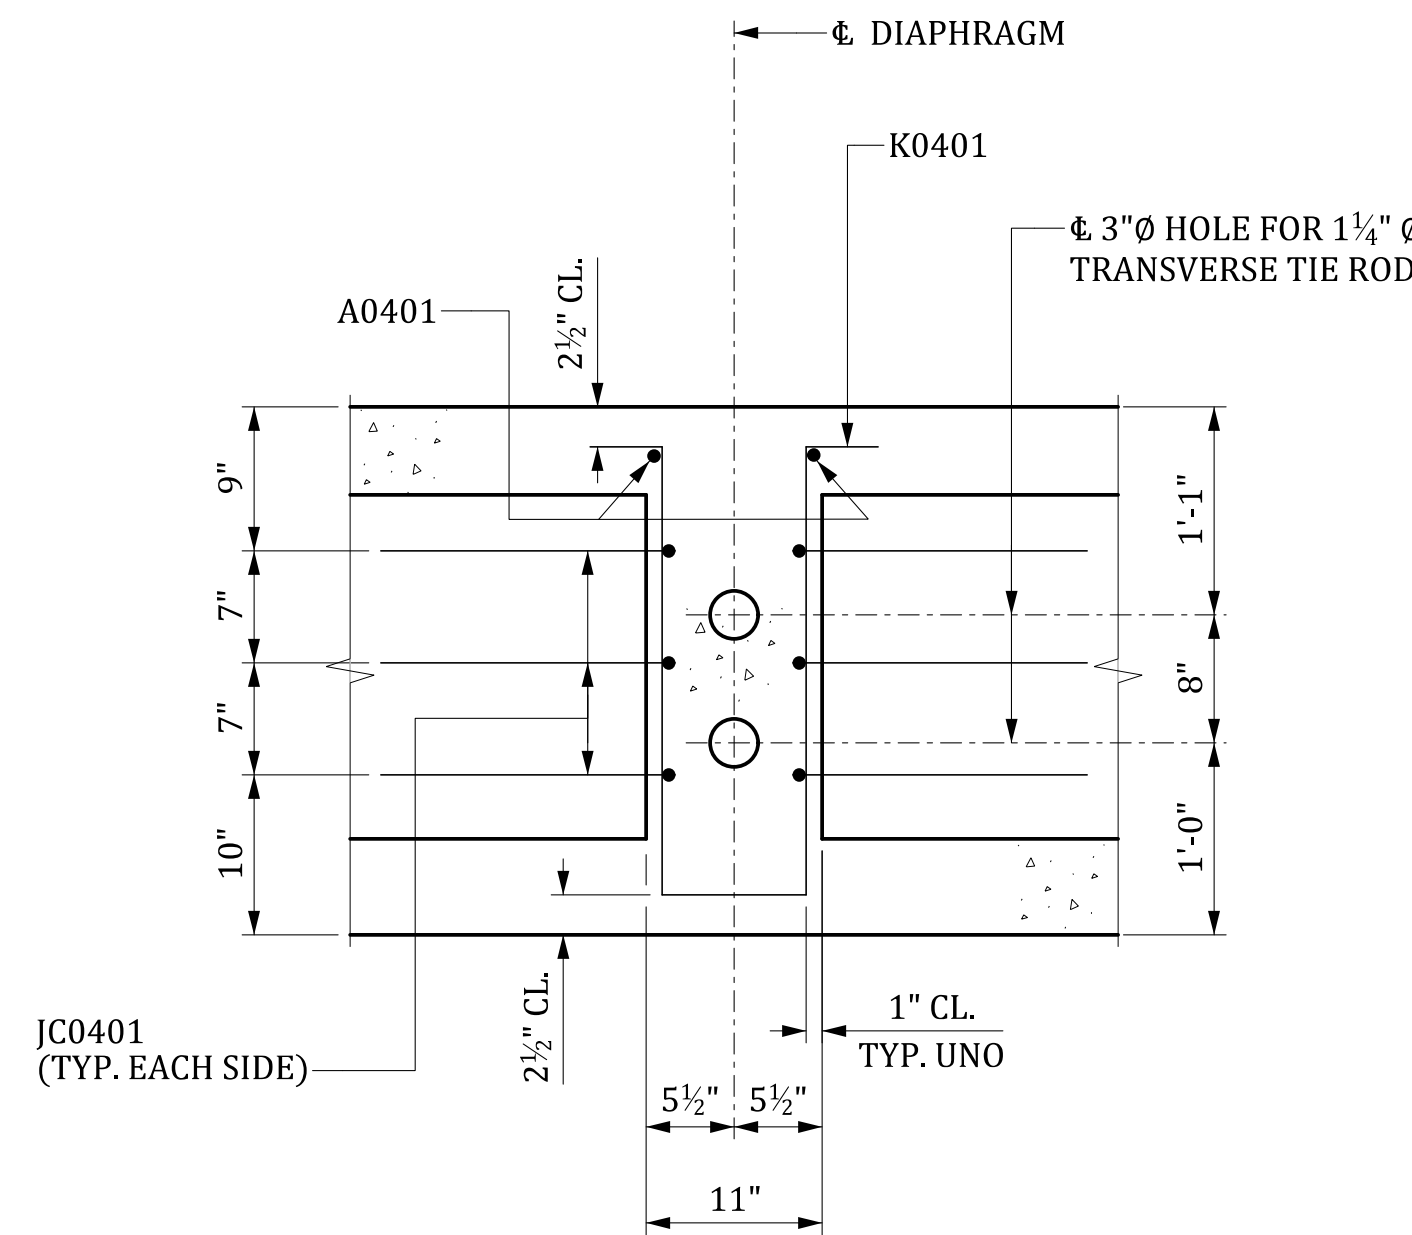 ℄ DIAPHRAGM
K0401
℄ 3"Ø HOLE FOR 1¼" Ø
TRANSVERSE TIE ROD
A0401
2½" CL.
9"
7"
7"
10"
1'-1"
8"
1'-0"
JC0401
(TYP. EACH SIDE)
2½" CL.
1" CL.
TYP. UNO
5½" 5½"
11"